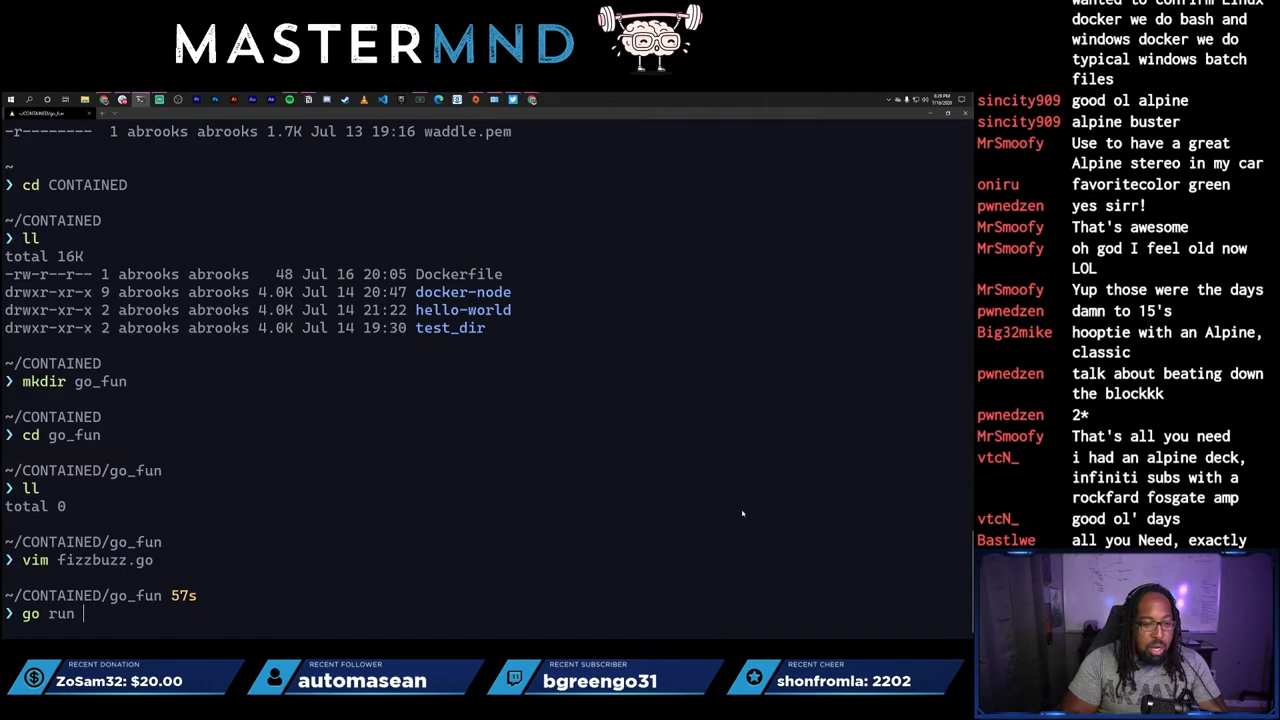 MASTERMND
~/CONTAINED/go_fun
8:29 PM
7/16/2020
-r-------- 1 abrooks abrooks 1.7K Jul 13 19:16 waddle.pem
~
❯ cd CONTAINED
~/CONTAINED
❯ ll
total 16K
-rw-r--r-- 1 abrooks abrooks 48 Jul 16 20:05 Dockerfile
drwxr-xr-x 9 abrooks abrooks 4.0K Jul 14 20:47 docker-node
drwxr-xr-x 2 abrooks abrooks 4.0K Jul 14 21:22 hello-world
drwxr-xr-x 2 abrooks abrooks 4.0K Jul 14 19:30 test_dir
~/CONTAINED
❯ mkdir go_fun
~/CONTAINED
❯ cd go_fun
~/CONTAINED/go_fun
❯ ll
total 0
~/CONTAINED/go_fun
❯ vim fizzbuzz.go
~/CONTAINED/go_fun 57s
❯ go run
wanted to confirm Linux
docker we do bash and
windows docker we do
typical windows batch
files
sincity909 good ol alpine
sincity909 alpine buster
MrSmoofy Use to have a great
Alpine stereo in my car
oniru favoritecolor green
pwnedzen yes sirr!
MrSmoofy That's awesome
MrSmoofy oh god I feel old now
LOL
MrSmoofy Yup those were the days
pwnedzen damn to 15's
Big32mike hooptie with an Alpine,
classic
pwnedzen talk about beating down
the blockkk
pwnedzen 2*
MrSmoofy That's all you need
vtcN_ i had an alpine deck,
infiniti subs with a
rockfard fosgate amp
vtcN_ good ol' days
Bastlwe all you Need, exactly
ARMY
RECENT DONATION
ZoSam32: $20.00
RECENT FOLLOWER
automasean
RECENT SUBSCRIBER
bgreengo31
RECENT CHEER
shonfromla: 2202